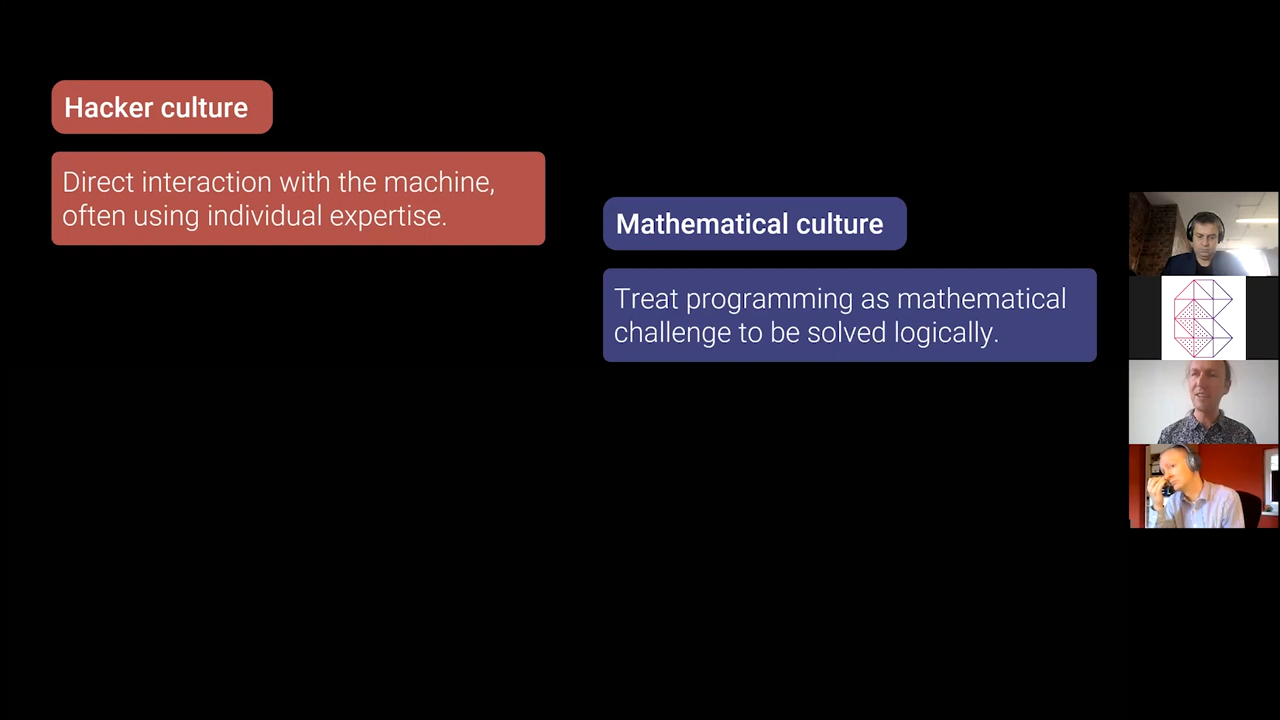 Hacker culture
Direct interaction with the machine,
often using individual expertise.
Mathematical culture
Treat programming as mathematical
challenge to be solved logically.